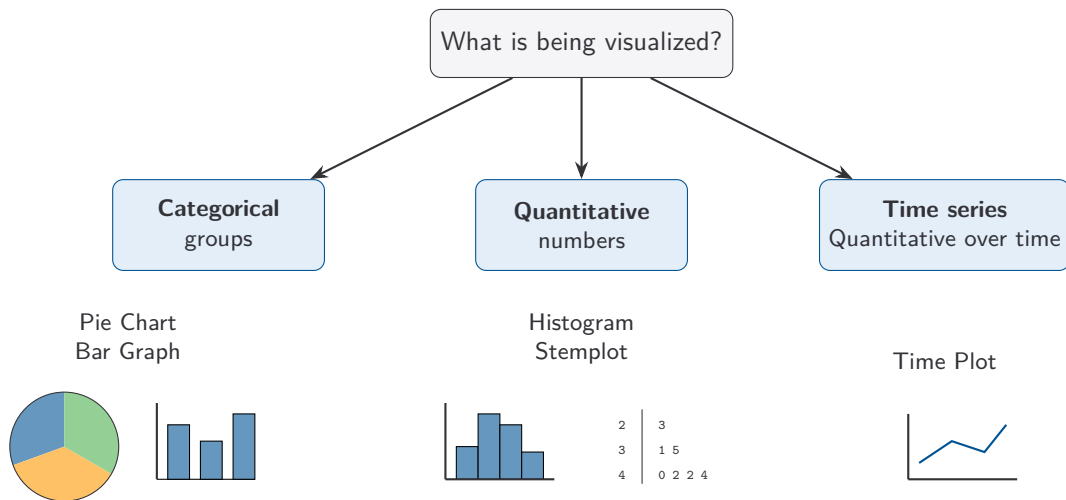 What is being visualized?
Categorical
groups
Quantitative
numbers
Time series
Quantitative over time
Pie Chart
Bar Graph
Histogram
Stemplot
Time Plot
2 3
3 1 5
4 0 2 2 4